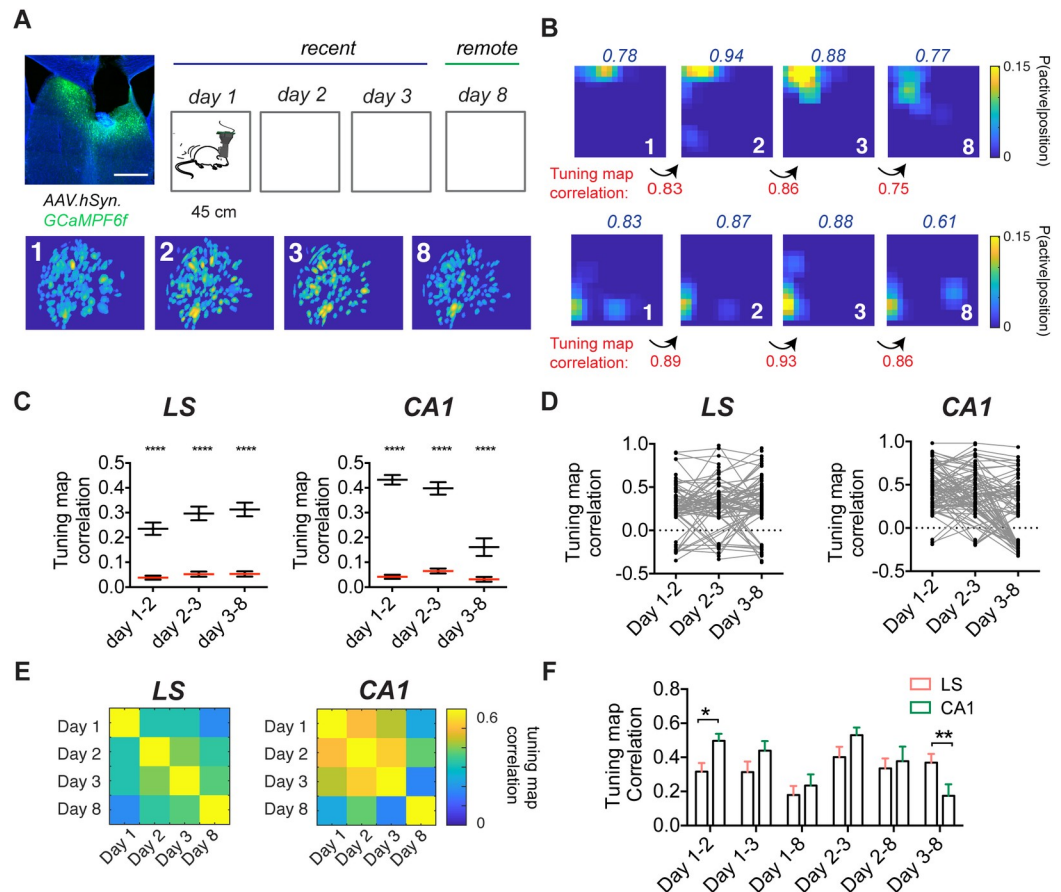 A
recent
remote
day 1
day 2
day 3
day 8
AAV.hSyn.
GCaMPF6f
45 cm
1
2
3
8
B
0.78
0.94
0.88
0.77
0.15
P(active|position)
0
1
2
3
8
Tuning map
correlation:
0.83
0.86
0.75
0.83
0.87
0.88
0.61
0.15
P(active|position)
0
1
2
3
8
Tuning map
correlation:
0.89
0.93
0.86
C
LS
CA1
**** **** ****
**** **** ****
Tuning map
correlation
0.5
0.4
0.3
0.2
0.1
0.0
day 1-2
day 2-3
day 3-8
Tuning map
correlation
0.5
0.4
0.3
0.2
0.1
0.0
day 1-2
day 2-3
day 3-8
D
LS
CA1
Tuning map
correlation
1.0
0.5
0.0
-0.5
Day 1-2
Day 2-3
Day 3-8
Tuning map
correlation
1.0
0.5
0.0
-0.5
Day 1-2
Day 2-3
Day 3-8
E
LS
CA1
Day 1
Day 2
Day 3
Day 8
Day 1
Day 2
Day 3
Day 8
Day 1
Day 2
Day 3
Day 8
Day 1
Day 2
Day 3
Day 8
0.6
0
tuning map
correlation
F
LS
CA1
Tuning map
Correlation
0.8
0.6
0.4
0.2
0.0
*
**
Day 1-2
Day 1-3
Day 1-8
Day 2-3
Day 2-8
Day 3-8